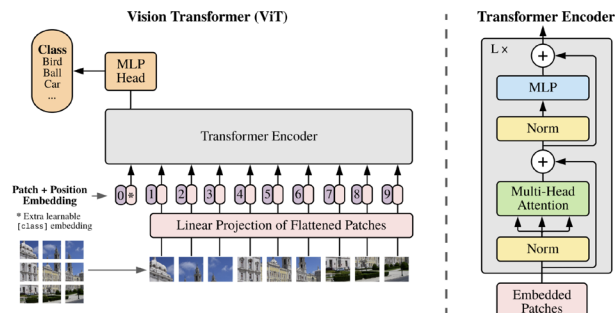 Vision Transformer (ViT)
Class
Bird
Ball
Car
...
MLP
Head
Transformer Encoder
Patch + Position
Embedding
0 * 1 2 3 4 5 6 7 8 9
* Extra learnable
[class] embedding
Linear Projection of Flattened Patches
Transformer Encoder
L ×
+
MLP
Norm
+
Multi-Head
Attention
Norm
Embedded
Patches